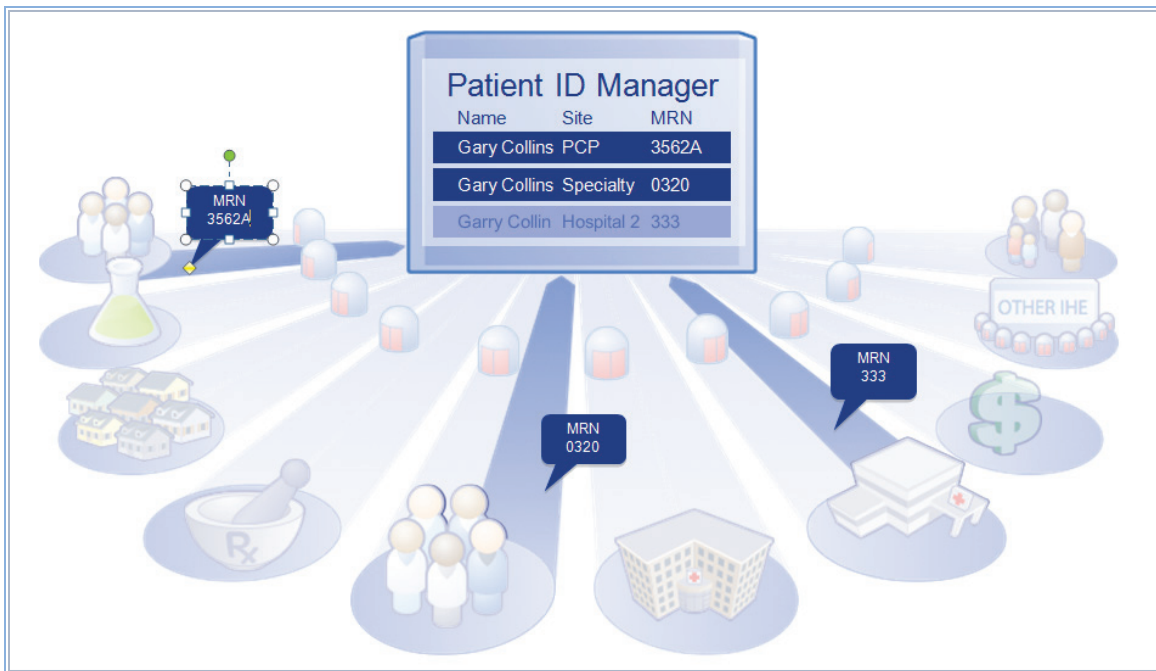 Patient ID Manager
Name Site MRN
Gary Collins PCP 3562A
Gary Collins Specialty 0320
Garry Collin Hospital 2 333
MRN
3562A
OTHER IHE
MRN
333
MRN
0320
Rx